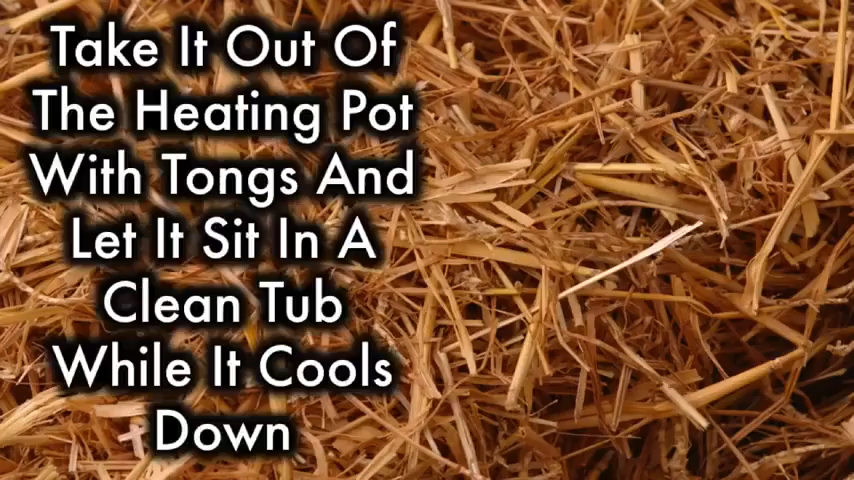 Take It Out Of
The Heating Pot
With Tongs And
Let It Sit In A
Clean Tub
While It Cools
Down